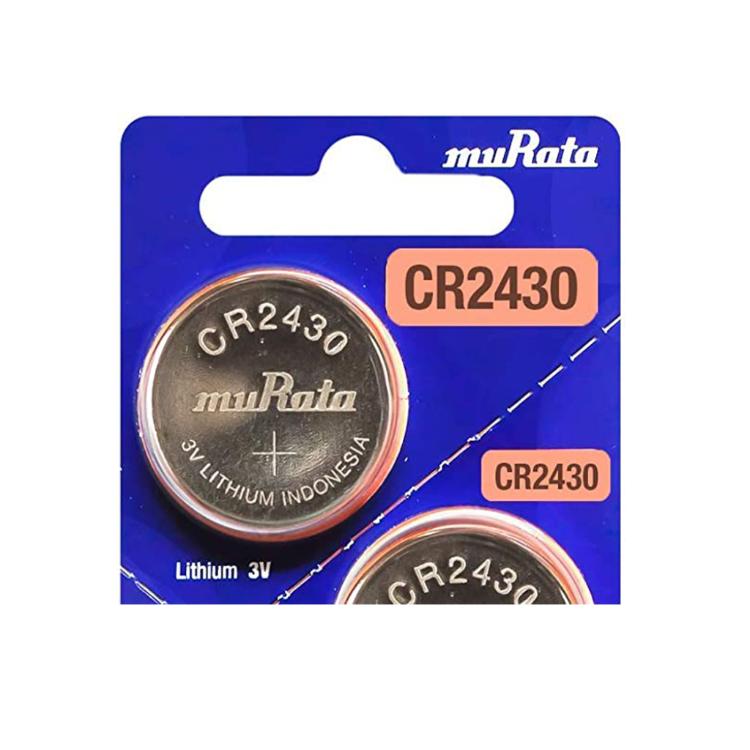 muRata
CR2430
CR2430
muRata
3V LITHIUM INDONESIA
CR2430
Lithium 3V
CR2430